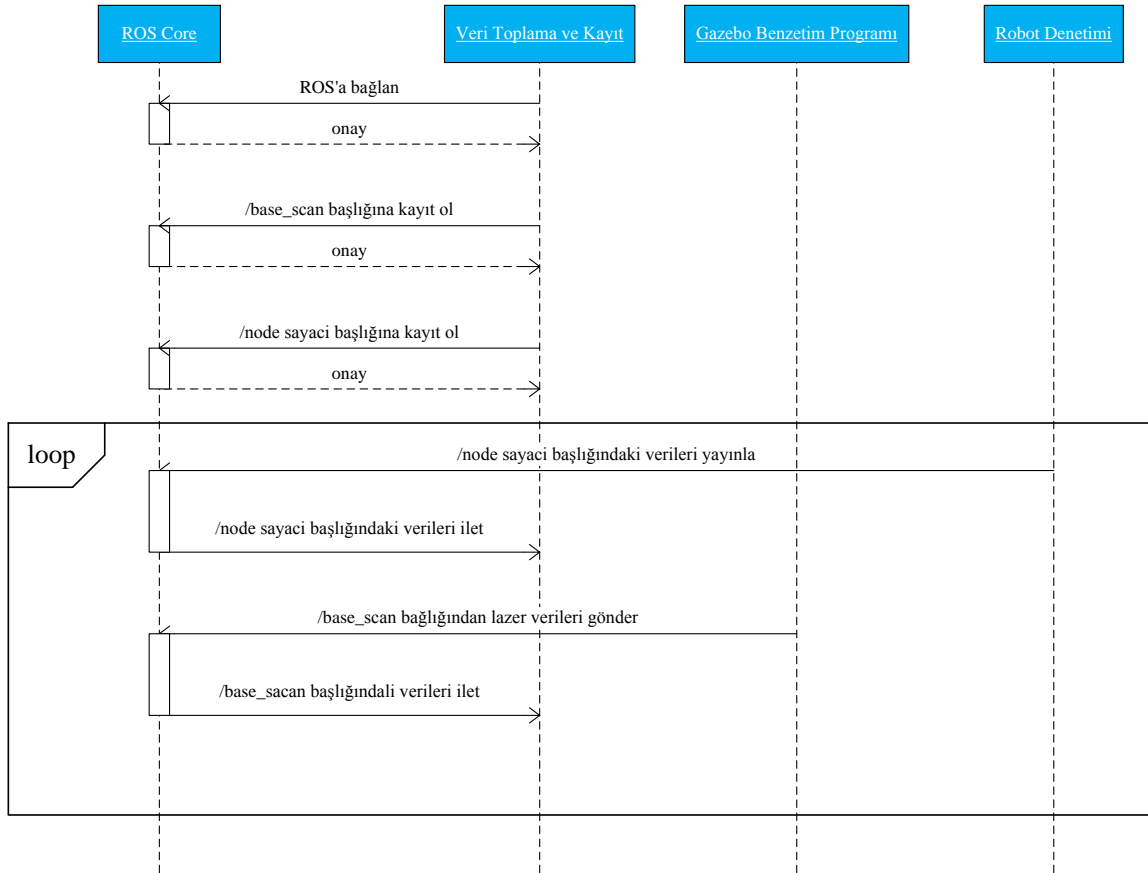 ROS Core
Veri Toplama ve Kayıt
Gazebo Benzetim Programı
Robot Denetimi
ROS'a bağlan
onay
/base_scan başlığına kayıt ol
onay
/node sayaci başlığına kayıt ol
onay
loop
/node sayaci başlığındaki verileri yayınla
/node sayaci başlığındaki verileri ilet
/base_scan bağlığından lazer verileri gönder
/base_sacan başlığındali verileri ilet